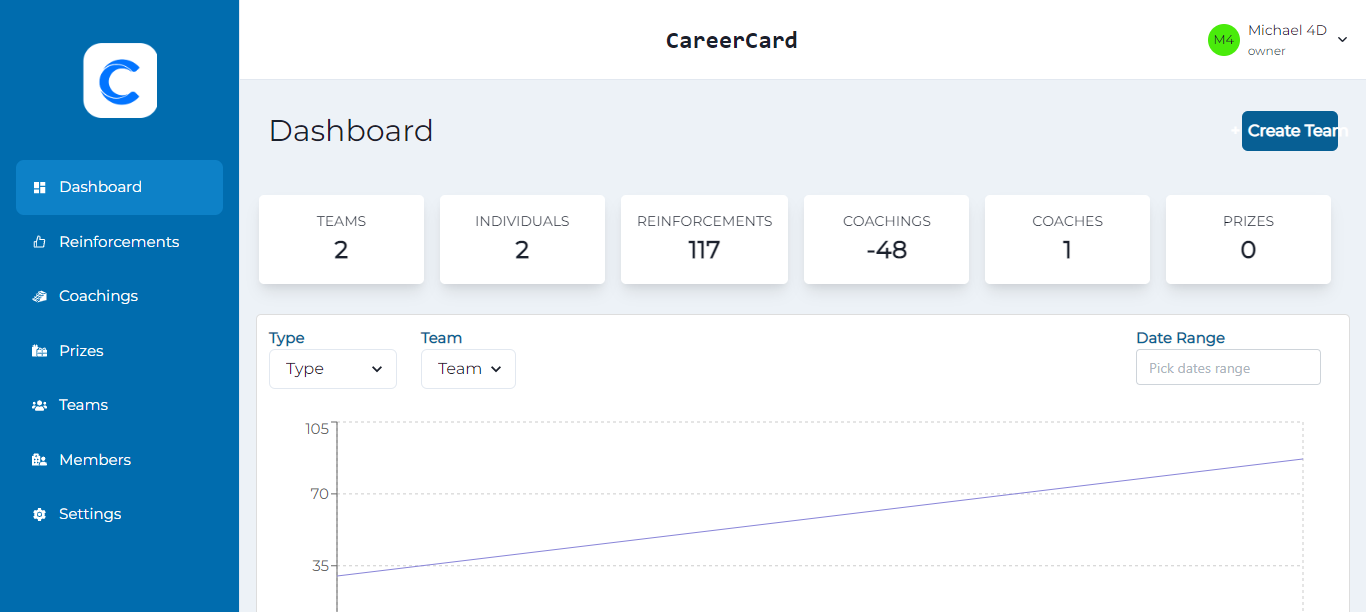 CareerCard
M4
Michael 4D
owner
Dashboard
Reinforcements
Coachings
Prizes
Teams
Members
Settings
Dashboard
+ Create Team
TEAMS
2
INDIVIDUALS
2
REINFORCEMENTS
117
COACHINGS
-48
COACHES
1
PRIZES
0
Type
Type
Team
Team
Date Range
Pick dates range
105
70
35